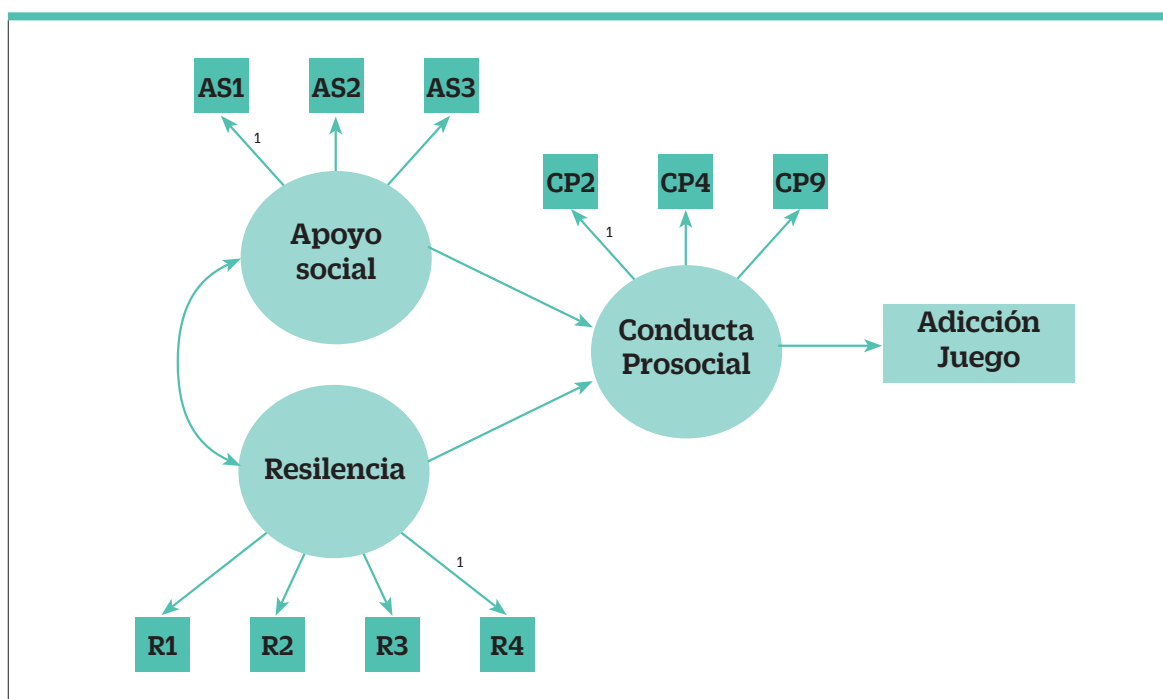 AS1
AS2
AS3
1
CP2
CP4
CP9
1
Apoyo
social
Conducta
Prosocial
Adicción
Juego
Resilencia
1
R1
R2
R3
R4